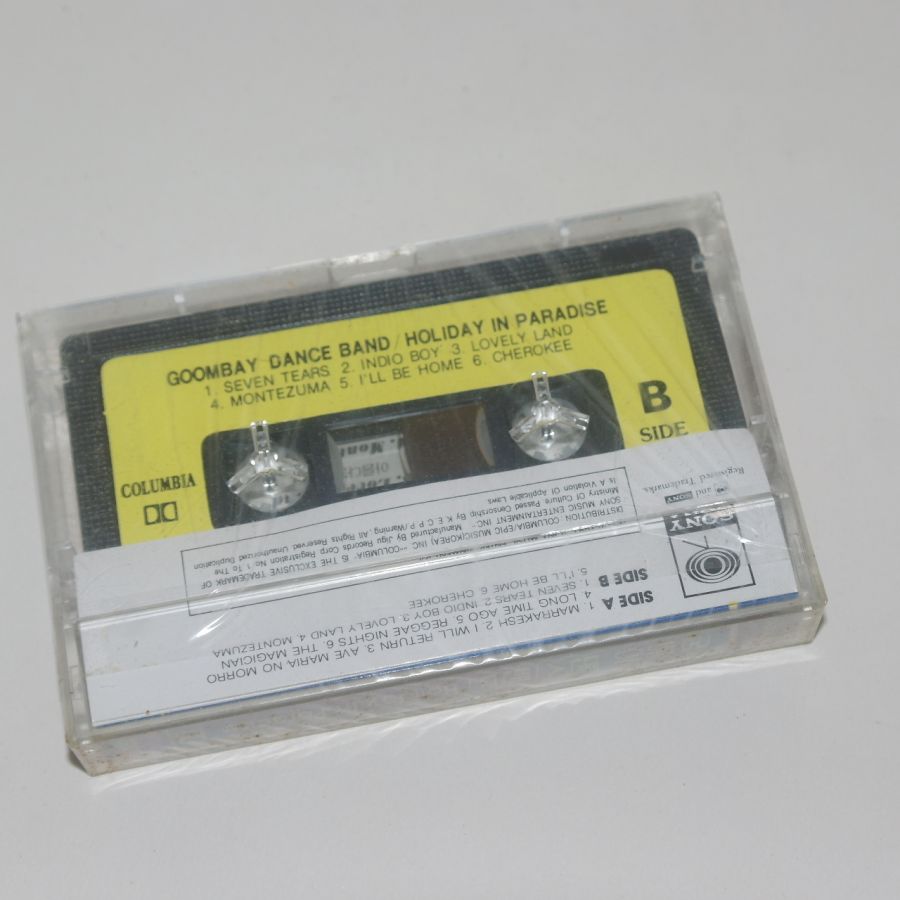 GOOMBAY DANCE BAND / HOLIDAY IN PARADISE
1. SEVEN TEARS 2. INDIO BOY 3. LOVELY LAND
4. MONTEZUMA 5. I'LL BE HOME 6. CHEROKEE
B
SIDE
COLUMBIA
SONY
and SONY
Registered Trademarks
SIDE A
1. MARRAKESH 2. I WILL RETURN 3. AVE MARIA NO MORRO
4. LONG TIME AGO 5. REGGAE NIGHTS 6. THE MAGICIAN
SIDE B
1. SEVEN TEARS 2. INDIO BOY 3. LOVELY LAND 4. MONTEZUMA
5. I'LL BE HOME 6. CHEROKEE
"COLUMBIA" IS THE EXCLUSIVE TRADEMARK OF
SONY MUSIC ENTERTAINMENT INC.
DISTRIBUTION COLUMBIA/EPIC MUSIC(KOREA) INC
Manufactured By Jigu Records Corp Registration No 1 To The
Ministry Of Culture Passed Censorship By K E C P P /Warning, All Rights Reserved Unauthorized Duplication
Is A Violation Of Applicable Laws